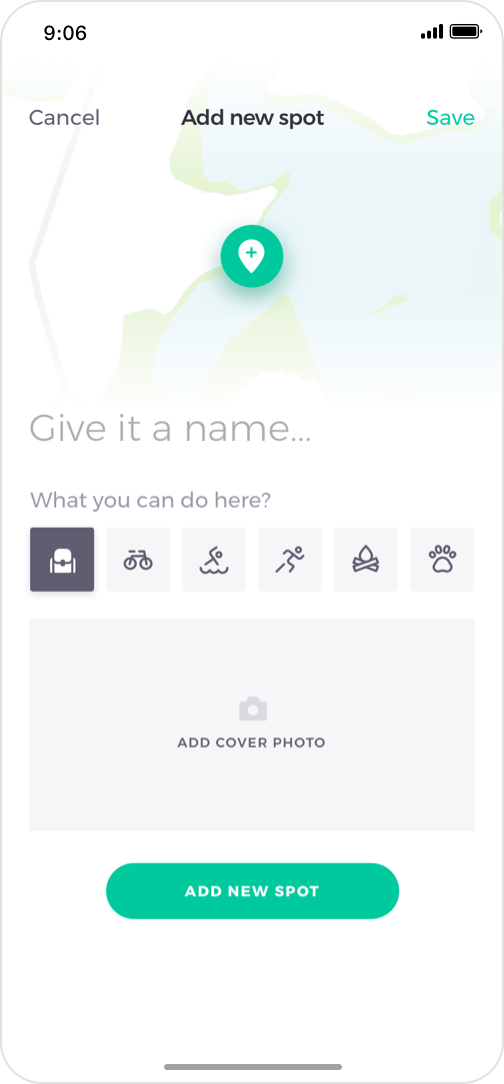 9:06
Cancel Add new spot Save
Give it a name...
What you can do here?
ADD COVER PHOTO
ADD NEW SPOT